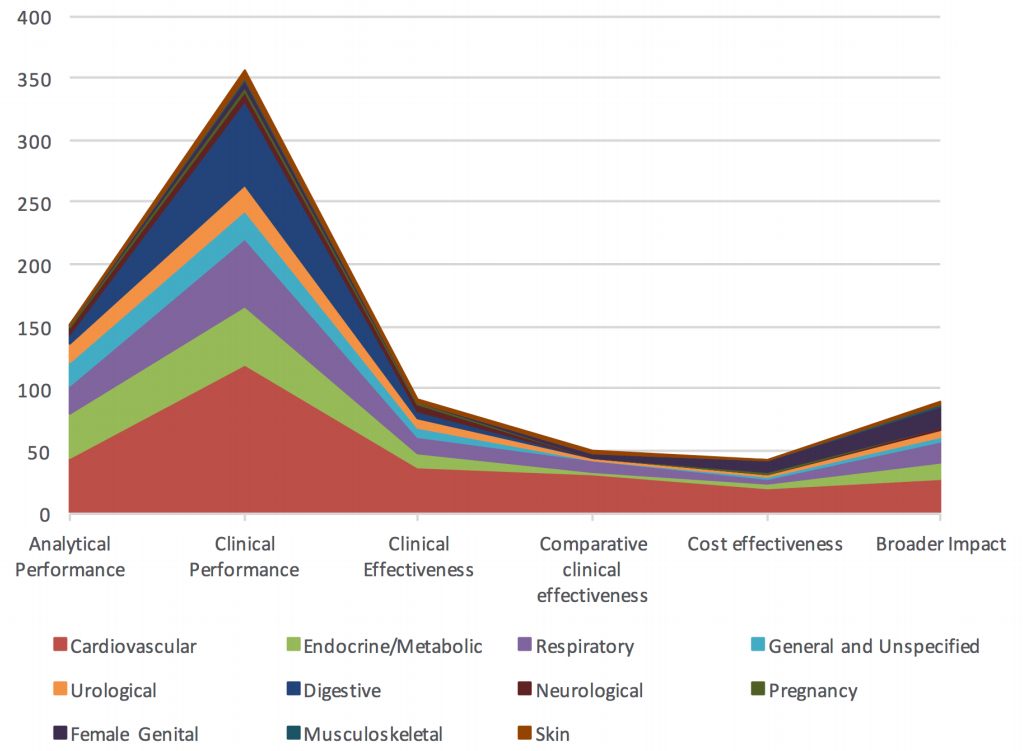 400
350
300
250
200
150
100
50
0
Analytical Performance
Clinical Performance
Clinical Effectiveness
Comparative clinical effectiveness
Cost effectiveness
Broader Impact
Cardiovascular
Endocrine/Metabolic
Respiratory
General and Unspecified
Urological
Digestive
Neurological
Pregnancy
Female Genital
Musculoskeletal
Skin